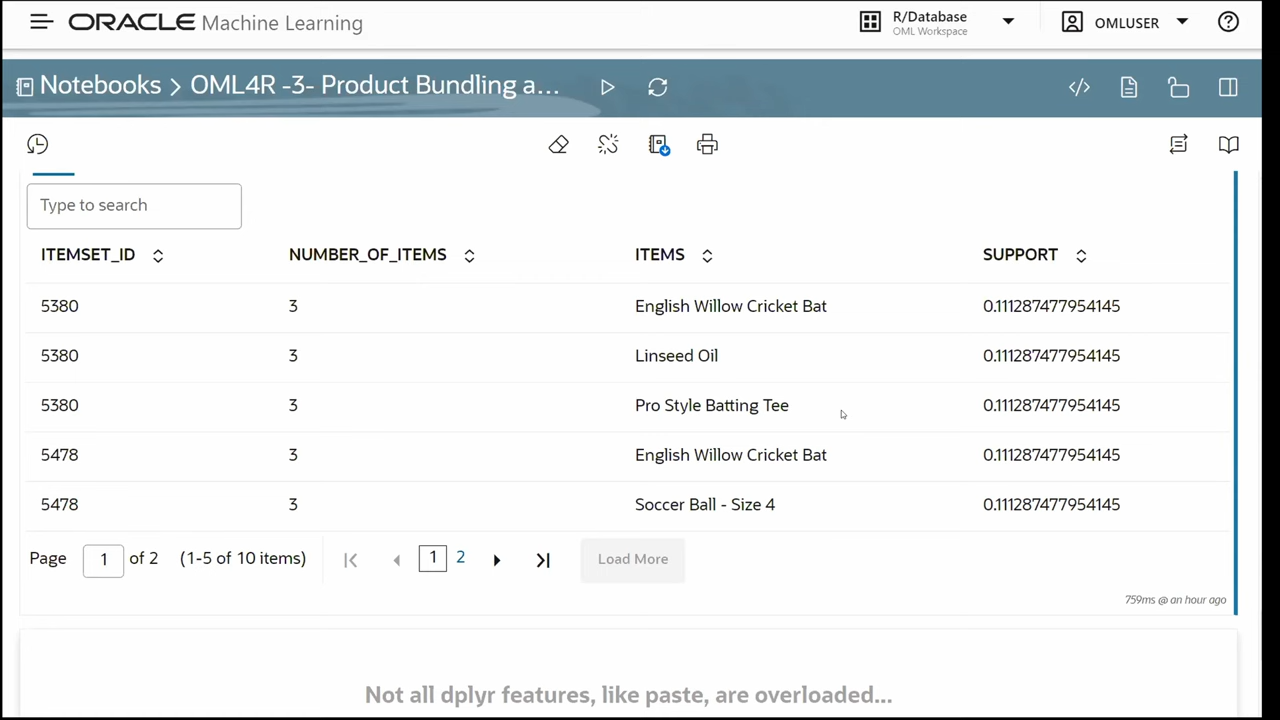 ORACLE Machine Learning
R/Database
OML Workspace
OMLUSER
Notebooks > OML4R -3- Product Bundling a...
Type to search
ITEMSET_ID NUMBER_OF_ITEMS ITEMS SUPPORT
5380 3 English Willow Cricket Bat 0.111287477954145
5380 3 Linseed Oil 0.111287477954145
5380 3 Pro Style Batting Tee 0.111287477954145
5478 3 English Willow Cricket Bat 0.111287477954145
5478 3 Soccer Ball - Size 4 0.111287477954145
Page 1 of 2 (1-5 of 10 items) 1 2 Load More
759ms @ an hour ago
Not all dplyr features, like paste, are overloaded...